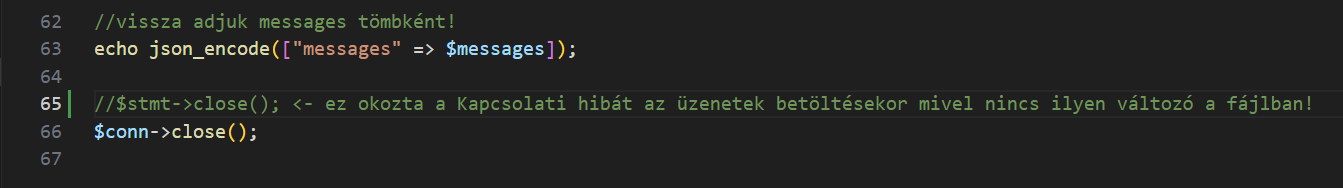 62 //vissza adjuk messages tömbként!
63 echo json_encode(["messages" => $messages]);
64
65 //$stmt->close(); <- ez okozta a Kapcsolati hibát az üzenetek betöltésekor mivel nincs ilyen változó a fájlban!
66 $conn->close();
67